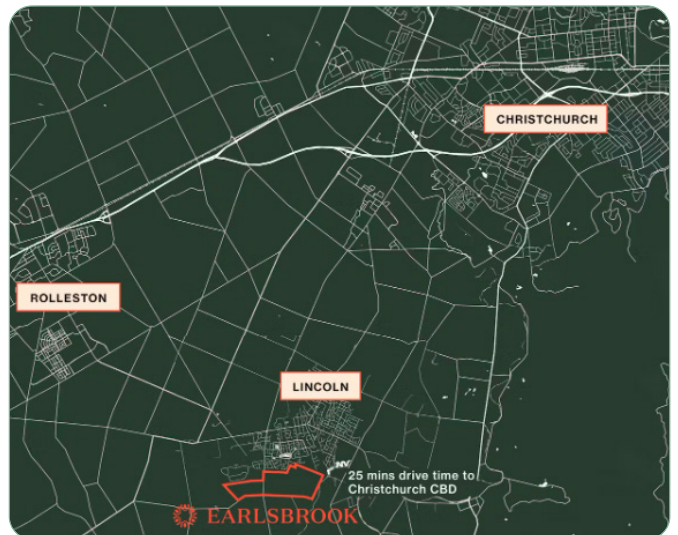 CHRISTCHURCH
ROLLESTON
LINCOLN
25 mins drive time to
Christchurch CBD
EARLSBROOK